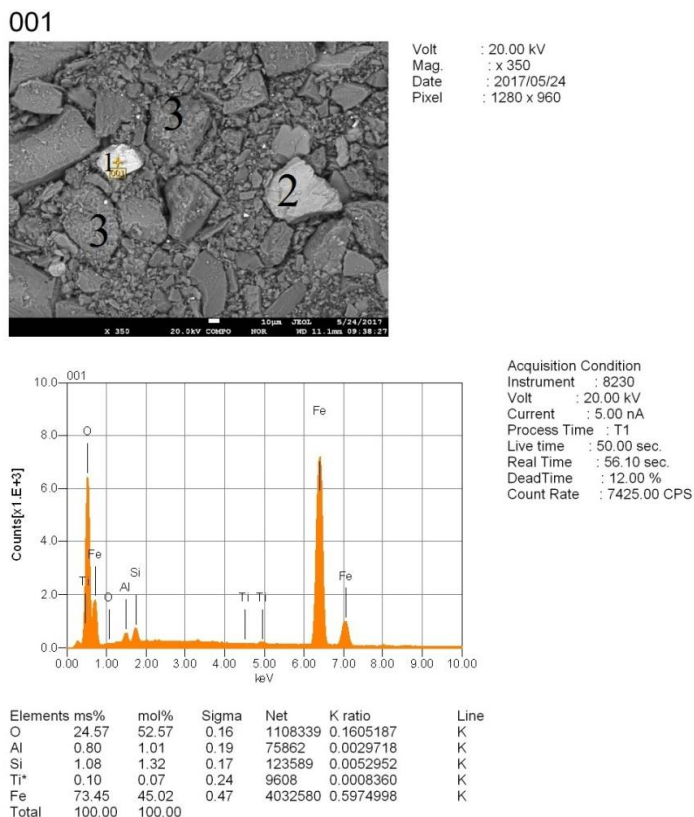 001
Volt : 20.00 kV
Mag. : x 350
Date : 2017/05/24
Pixel : 1280 x 960
3
1
001
2
3
10µm JEOL 5/24/2017
X 350 20.0kV COMPO NOR WD 11.1mm 09:38:27
Acquisition Condition
Instrument : 8230
Volt : 20.00 kV
Current : 5.00 nA
Process Time : T1
Live time : 50.00 sec.
Real Time : 56.10 sec.
DeadTime : 12.00 %
Count Rate : 7425.00 CPS
001
10.0
8.0
6.0
4.0
2.0
0.0
Counts[x1.E+3]
O
Fe
Ti
Fe
O
Al
Si
Ti
Ti
Fe
0.00 1.00 2.00 3.00 4.00 5.00 6.00 7.00 8.00 9.00 10.00
keV
Elements ms% mol% Sigma Net K ratio Line
O 24.57 52.57 0.16 1108339 0.1605187 K
Al 0.80 1.01 0.19 75862 0.0029718 K
Si 1.08 1.32 0.17 123589 0.0052952 K
Ti* 0.10 0.07 0.24 9608 0.0008360 K
Fe 73.45 45.02 0.47 4032580 0.5974998 K
Total 100.00 100.00